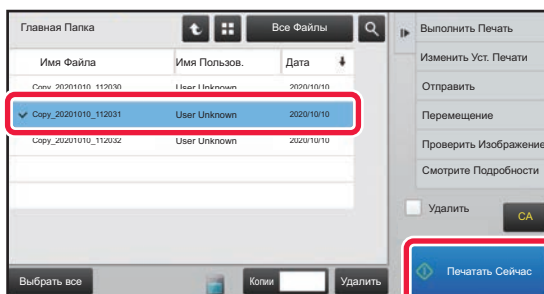 Главная Папка
Все Файлы
Имя Файла Имя Пользов. Дата
Copy_20201010_112030 User Unknown 2020/10/10
Copy_20201010_112031 User Unknown 2020/10/10
Copy_20201010_112032 User Unknown 2020/10/10
Выбрать все
Копии
Удалить
Выполнить Печать
Изменить Уст. Печати
Отправить
Перемещение
Проверить Изображение
Смотрите Подробности
Удалить
CA
Печатать Сейчас